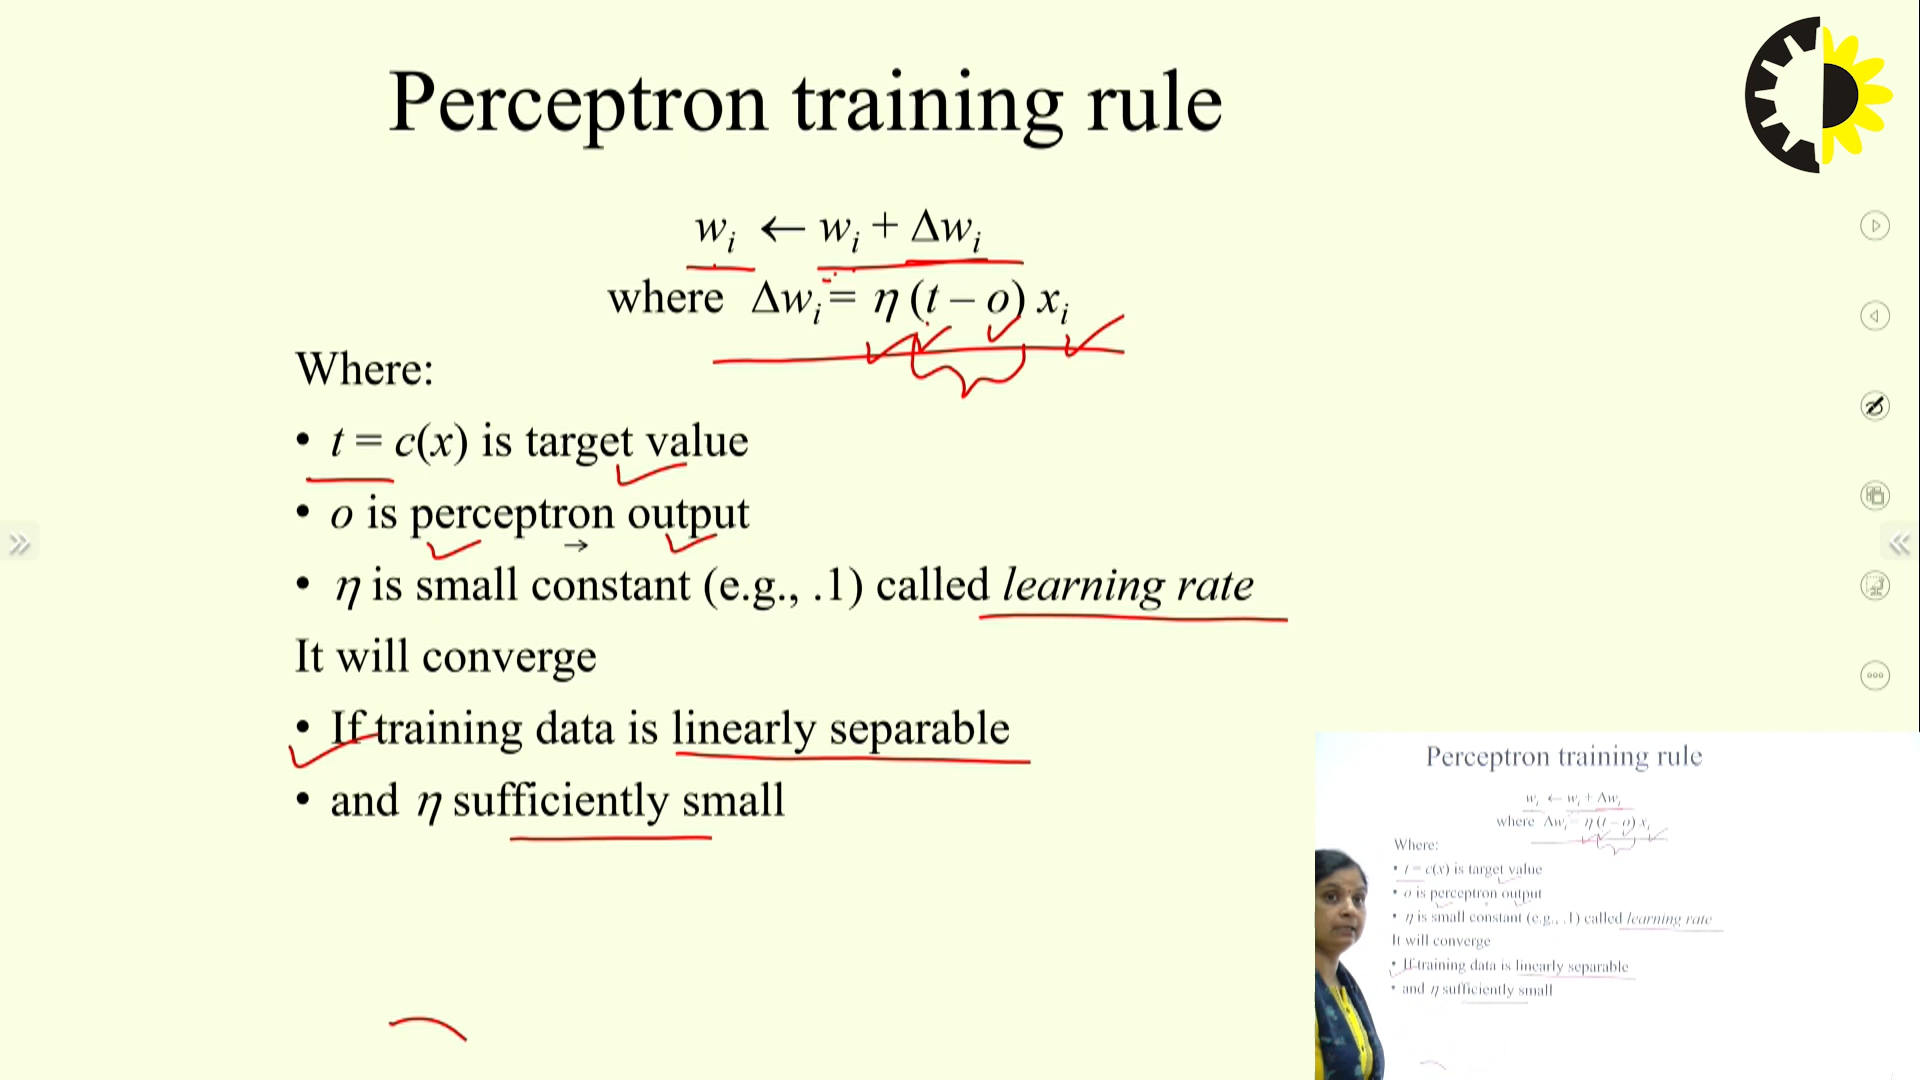 Perceptron training rule
wᵢ ← wᵢ + Δwᵢ
where Δwᵢ = η (t – o) xᵢ
Where:
• t = c(x) is target value
• o is perceptron output
• η is small constant (e.g., .1) called learning rate
It will converge
• If training data is linearly separable
• and η sufficiently small
Perceptron training rule
wᵢ ← wᵢ + Δwᵢ
where Δwᵢ = η (t – o) xᵢ
Where:
• t = c(x) is target value
• o is perceptron output
• η is small constant (e.g., .1) called learning rate
It will converge
• If training data is linearly separable
• and η sufficiently small